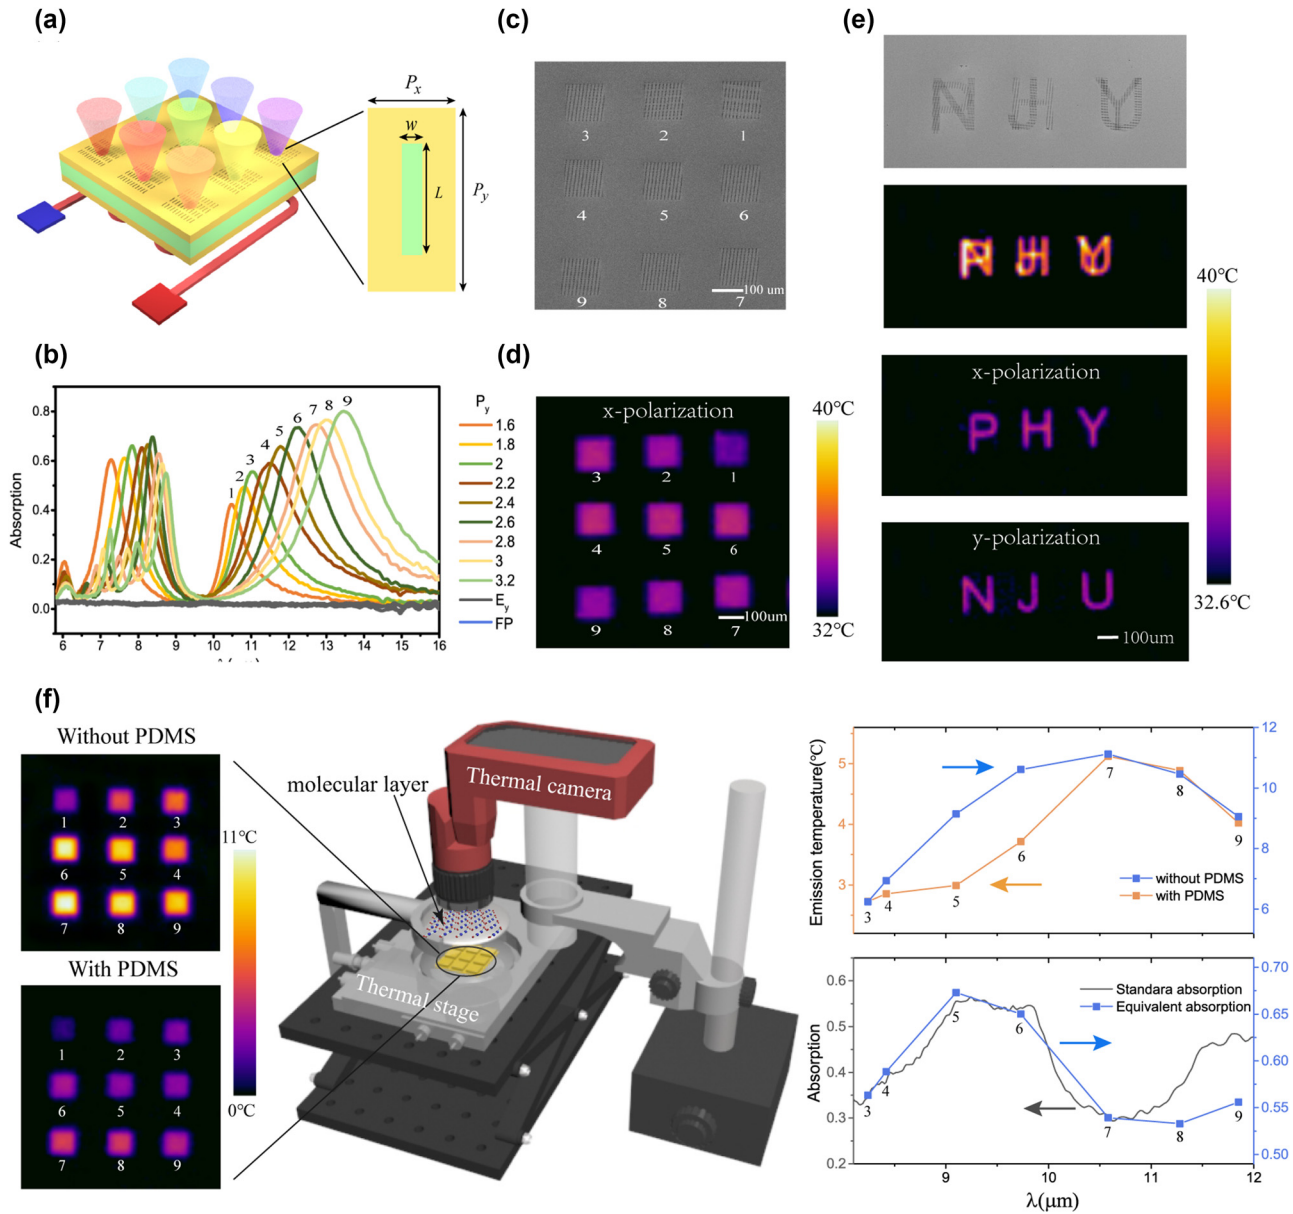 (a)
P_x
w
L
P_y
(b)
Absorption
0.8
0.6
0.4
0.2
0.0
6 7 8 9 10 11 12 13 14 15 16
1 2 3 4 5 6 7 8 9
P_y
1.6
1.8
2
2.2
2.4
2.6
2.8
3
3.2
E_y
FP
(c)
3 2 1
4 5 6
9 8 7
100 um
(d)
x-polarization
3 2 1
4 5 6
9 8 7
100um
40℃
32℃
(e)
N J U
P H Y
x-polarization
P H Y
y-polarization
N J U
100um
40℃
32.6℃
(f)
Without PDMS
1 2 3
6 5 4
7 8 9
With PDMS
1 2 3
6 5 4
7 8 9
11℃
0℃
molecular layer
Thermal camera
Thermal stage
Emission temperature(℃)
5
4
3
12
10
8
6
3 4 5 6 7 8 9
without PDMS
with PDMS
Absorption
0.6
0.5
0.4
0.3
0.2
0.70
0.65
0.60
0.55
0.50
Standara absorption
Equivalent absorption
3 4 5 6 7 8 9
9 10 11 12
λ(μm)